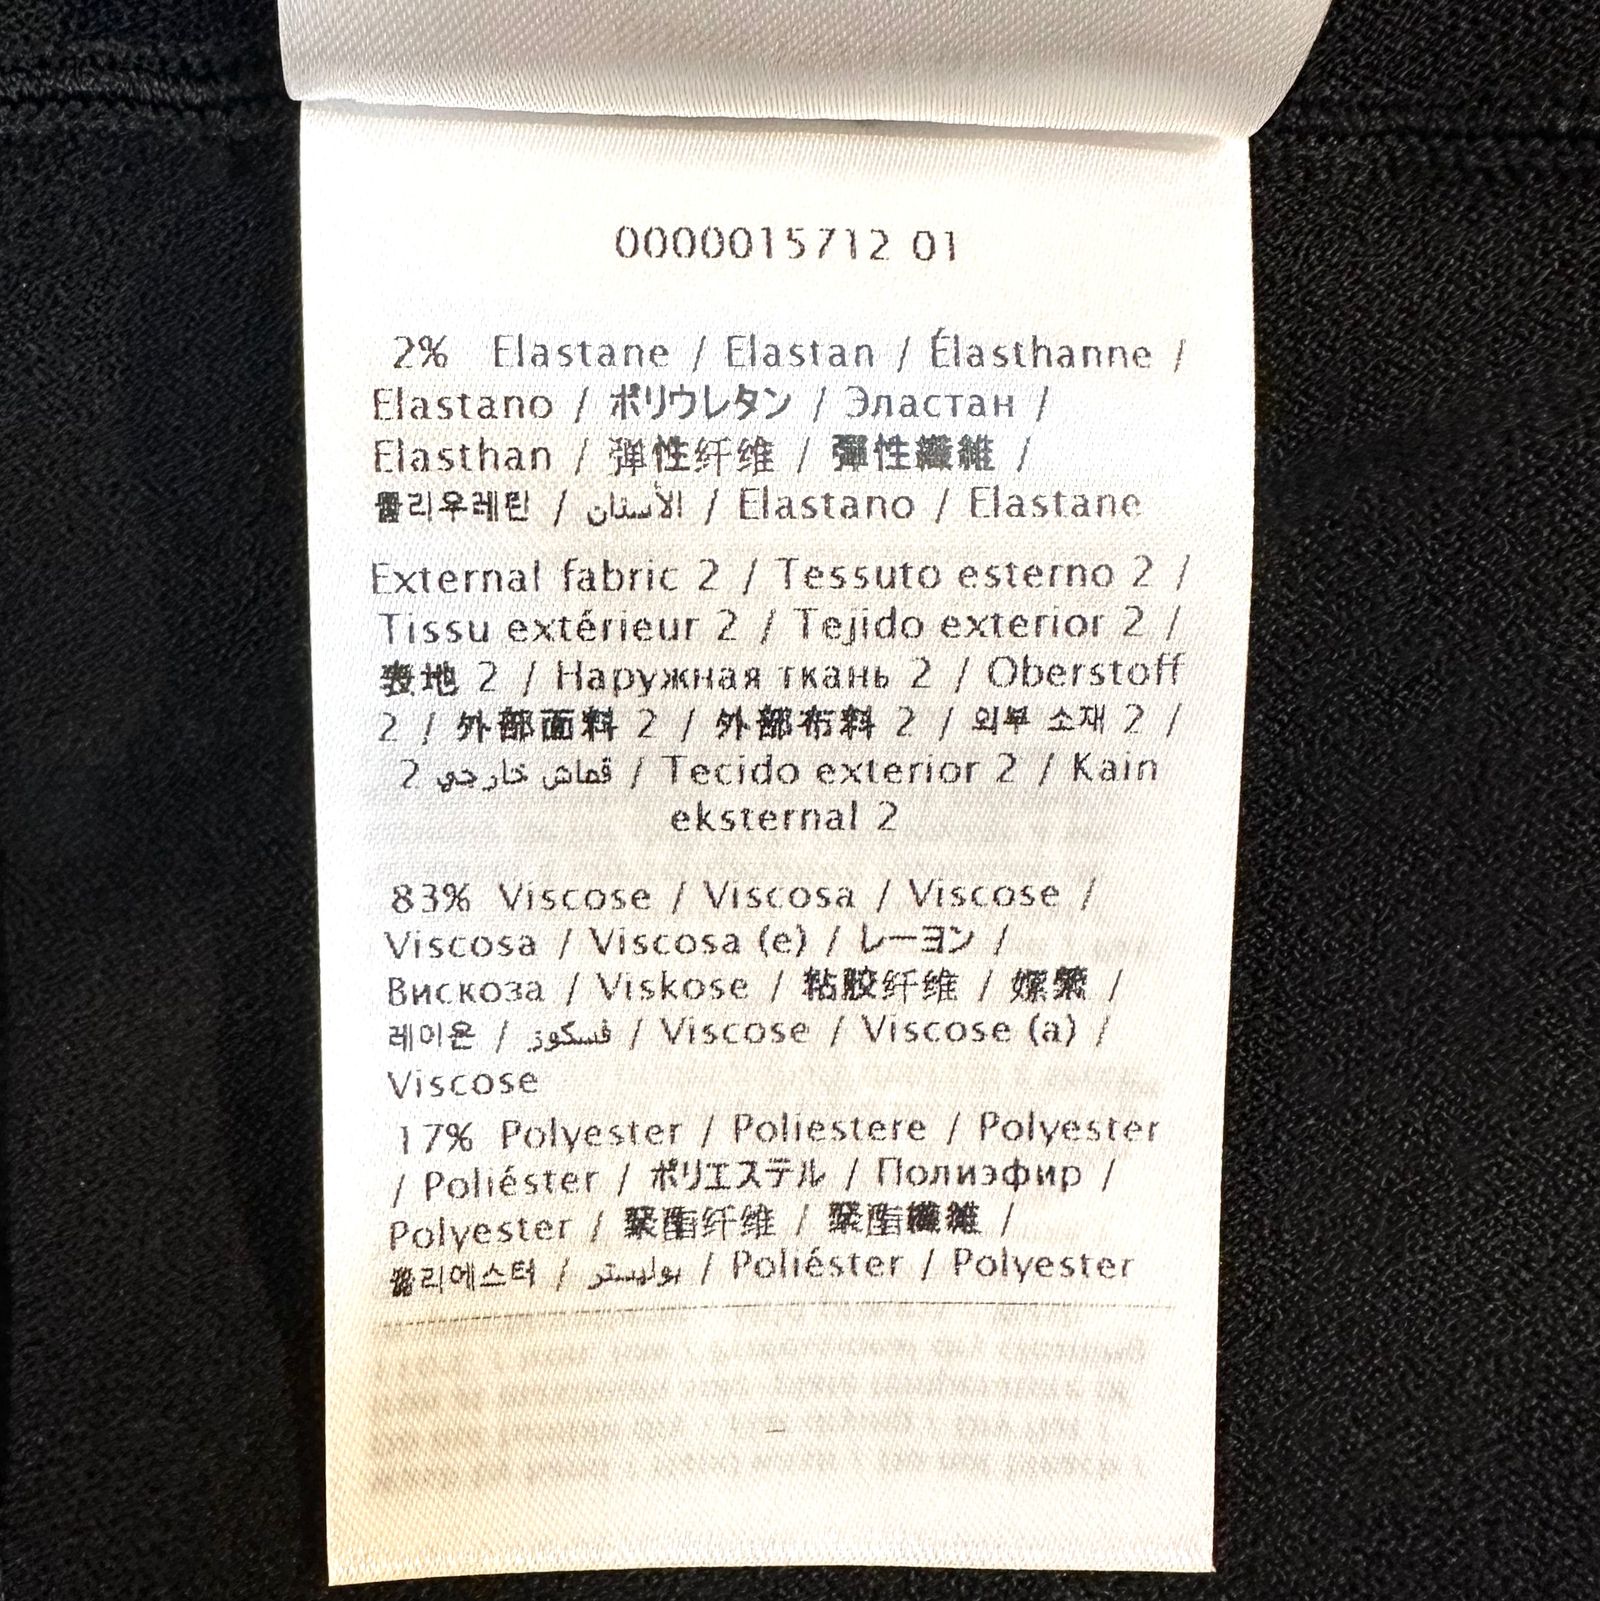 0000015712 01
2% Elastane / Elastan / Élasthanne /
Elastano / ポリウレタン / Эластан /
Elasthan / 弹性纤维 / 彈性纖維 /
폴리우레탄 / الأستان / Elastano / Elastane
External fabric 2 / Tessuto esterno 2 /
Tissu extérieur 2 / Tejido exterior 2 /
表地 2 / Наружная ткань 2 / Oberstoff
2 / 外部面料 2 / 外部布料 2 / 외부 소재 2 /
قماش خارجي 2 / Tecido exterior 2 / Kain
eksternal 2
83% Viscose / Viscosa / Viscose /
Viscosa / Viscosa (e) / レーヨン /
Вискоза / Viskose / 粘胶纤维 / 嫘縈 /
레이온 / فسكوز / Viscose / Viscose (a) /
Viscose
17% Polyester / Poliestere / Polyester
/ Poliéster / ポリエステル / Полиэфир /
Polyester / 聚酯纤维 / 聚酯纖維 /
폴리에스터 / بوليستر / Poliéster / Polyester